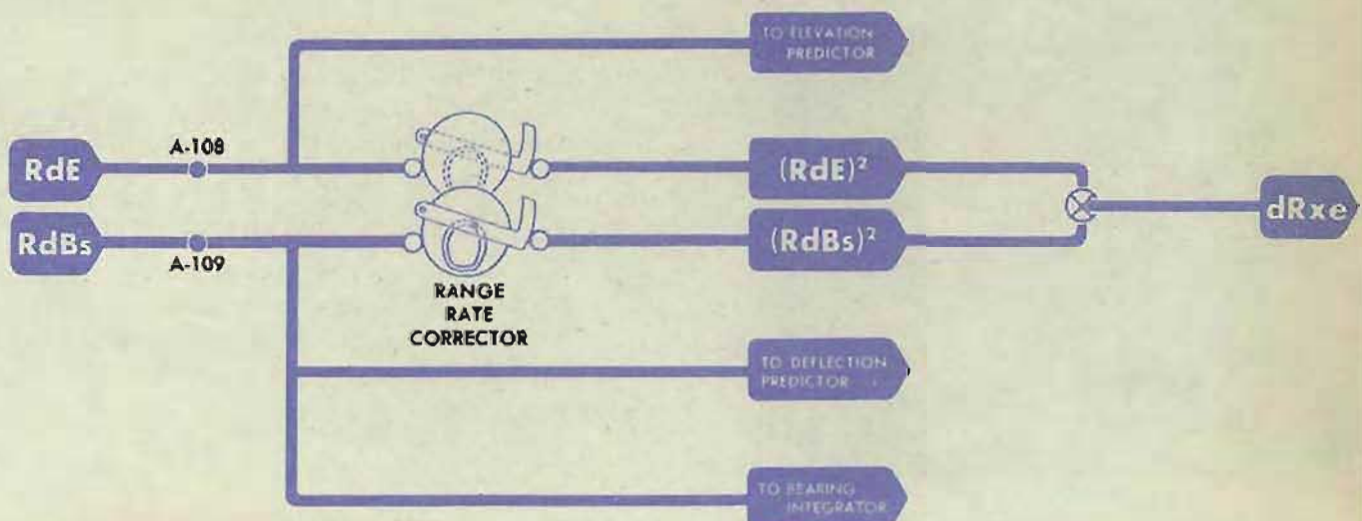 TO ELEVATION
PREDICTOR
RdE
A-108
(RdE)²
RdBs
A-109
(RdBs)²
dRxe
RANGE
RATE
CORRECTOR
TO DEFLECTION
PREDICTOR
TO BEARING
INTEGRATOR